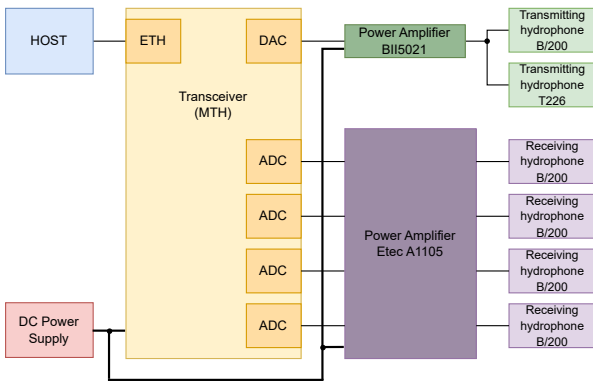 HOST
ETH
DAC
Power Amplifier
BII5021
Transmitting
hydrophone
B/200
Transmitting
hydrophone
T226
Transceiver
(MTH)
ADC
ADC
ADC
ADC
Power Amplifier
Etec A1105
Receiving
hydrophone
B/200
Receiving
hydrophone
B/200
Receiving
hydrophone
B/200
Receiving
hydrophone
B/200
DC Power
Supply